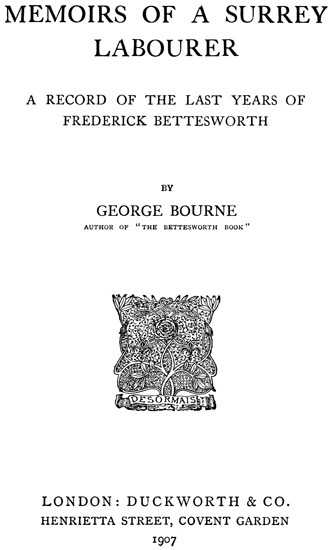 MEMOIRS OF A SURREY
LABOURER
A RECORD OF THE LAST YEARS OF
FREDERICK BETTESWORTH
BY
GEORGE BOURNE
AUTHOR OF "THE BETTESWORTH BOOK"
DESORMAIS
LONDON: DUCKWORTH & CO.
HENRIETTA STREET, COVENT GARDEN
1907